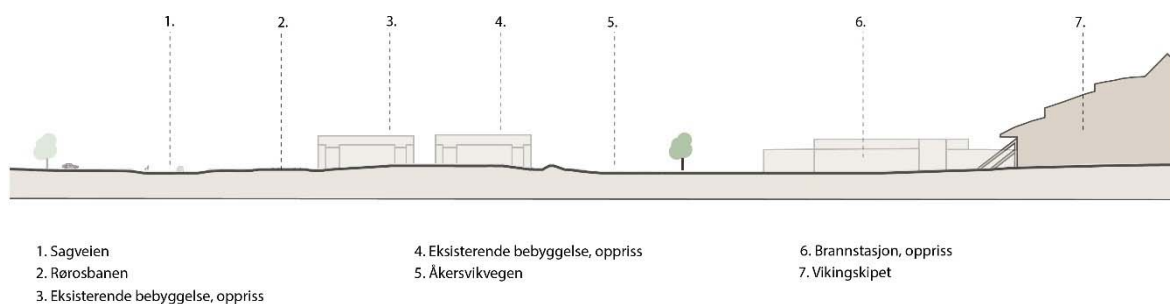 1. 2. 3. 4. 5. 6. 7.
1. Sagveien
2. Rørosbanen
3. Eksisterende bebyggelse, oppriss
4. Eksisterende bebyggelse, oppriss
5. Åkersvikvegen
6. Brannstasjon, oppriss
7. Vikingskipet